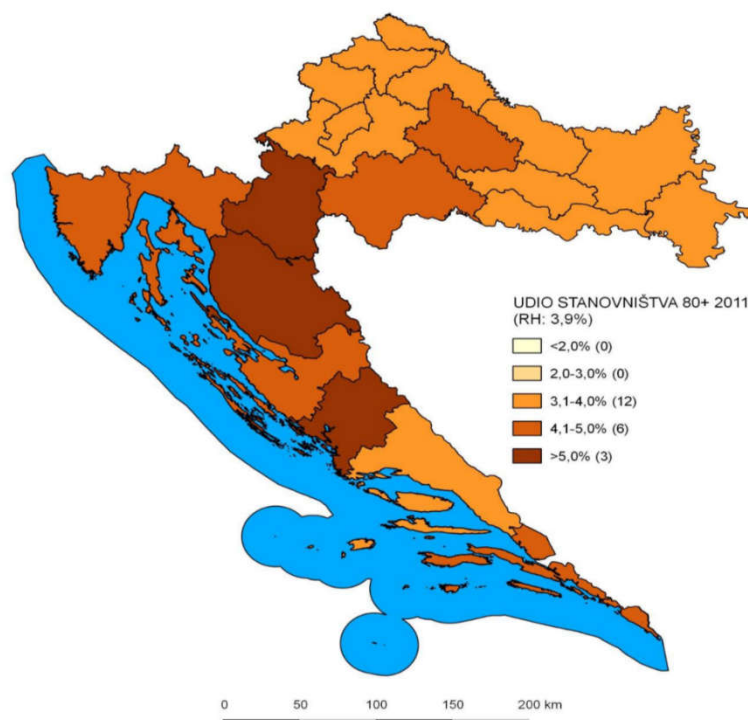 UDIO STANOVNIŠTVA 80+ 2011
(RH: 3,9%)
<2,0% (0)
2,0-3,0% (0)
3,1-4,0% (12)
4,1-5,0% (6)
>5,0% (3)
0 50 100 150 200 km